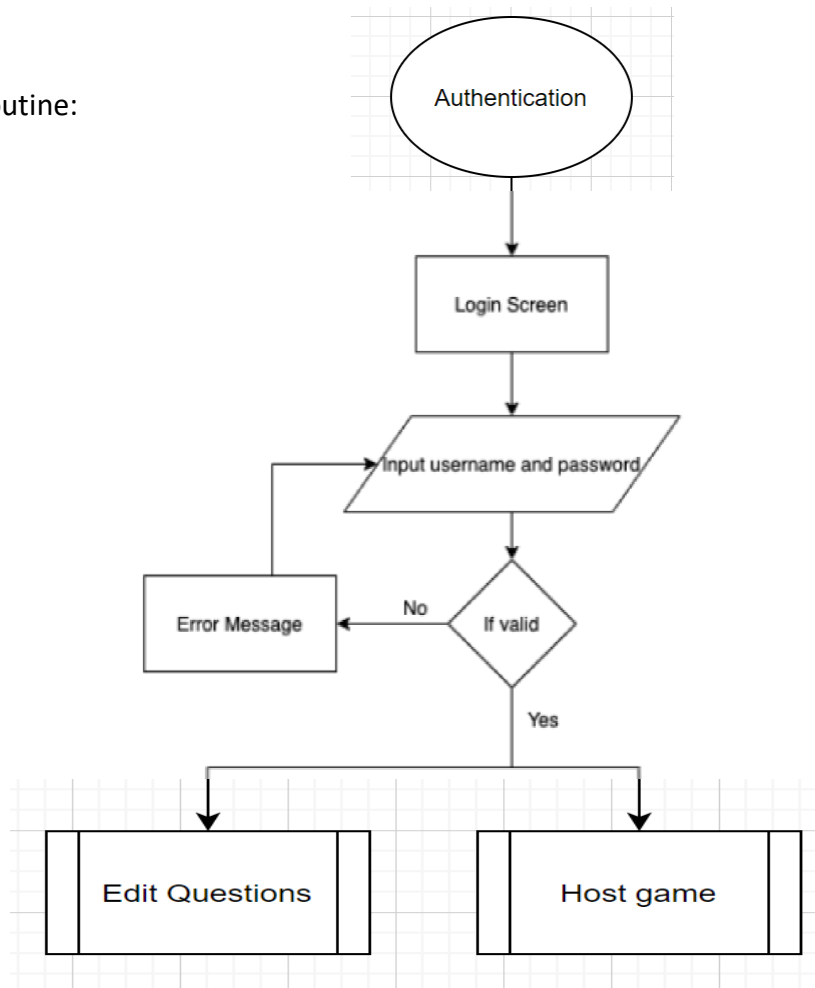 utine:
Authentication
Login Screen
Input username and password
No
Error Message
If valid
Yes
Edit Questions
Host game